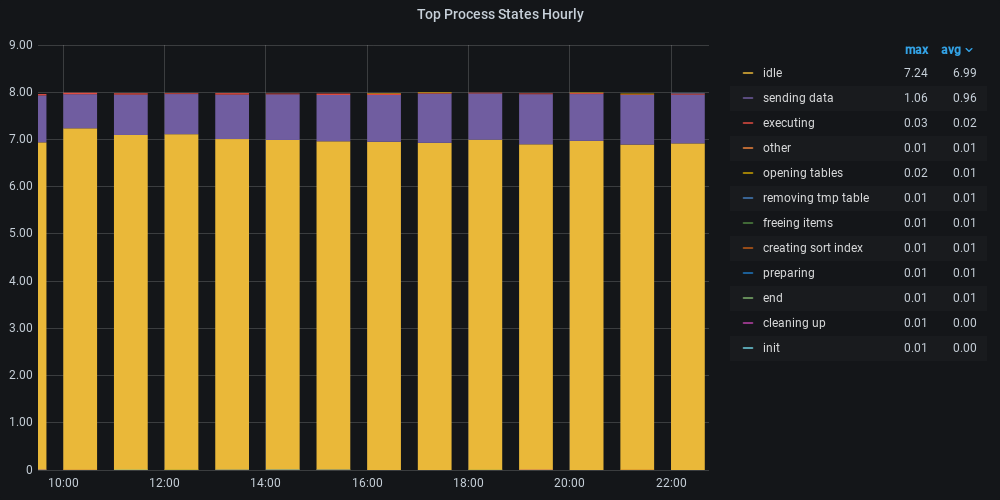 Top Process States Hourly
9.00
8.00
7.00
6.00
5.00
4.00
3.00
2.00
1.00
0
10:00 12:00 14:00 16:00 18:00 20:00 22:00
max avg
idle 7.24 6.99
sending data 1.06 0.96
executing 0.03 0.02
other 0.01 0.01
opening tables 0.02 0.01
removing tmp table 0.01 0.01
freeing items 0.01 0.01
creating sort index 0.01 0.01
preparing 0.01 0.01
end 0.01 0.01
cleaning up 0.01 0.00
init 0.01 0.00